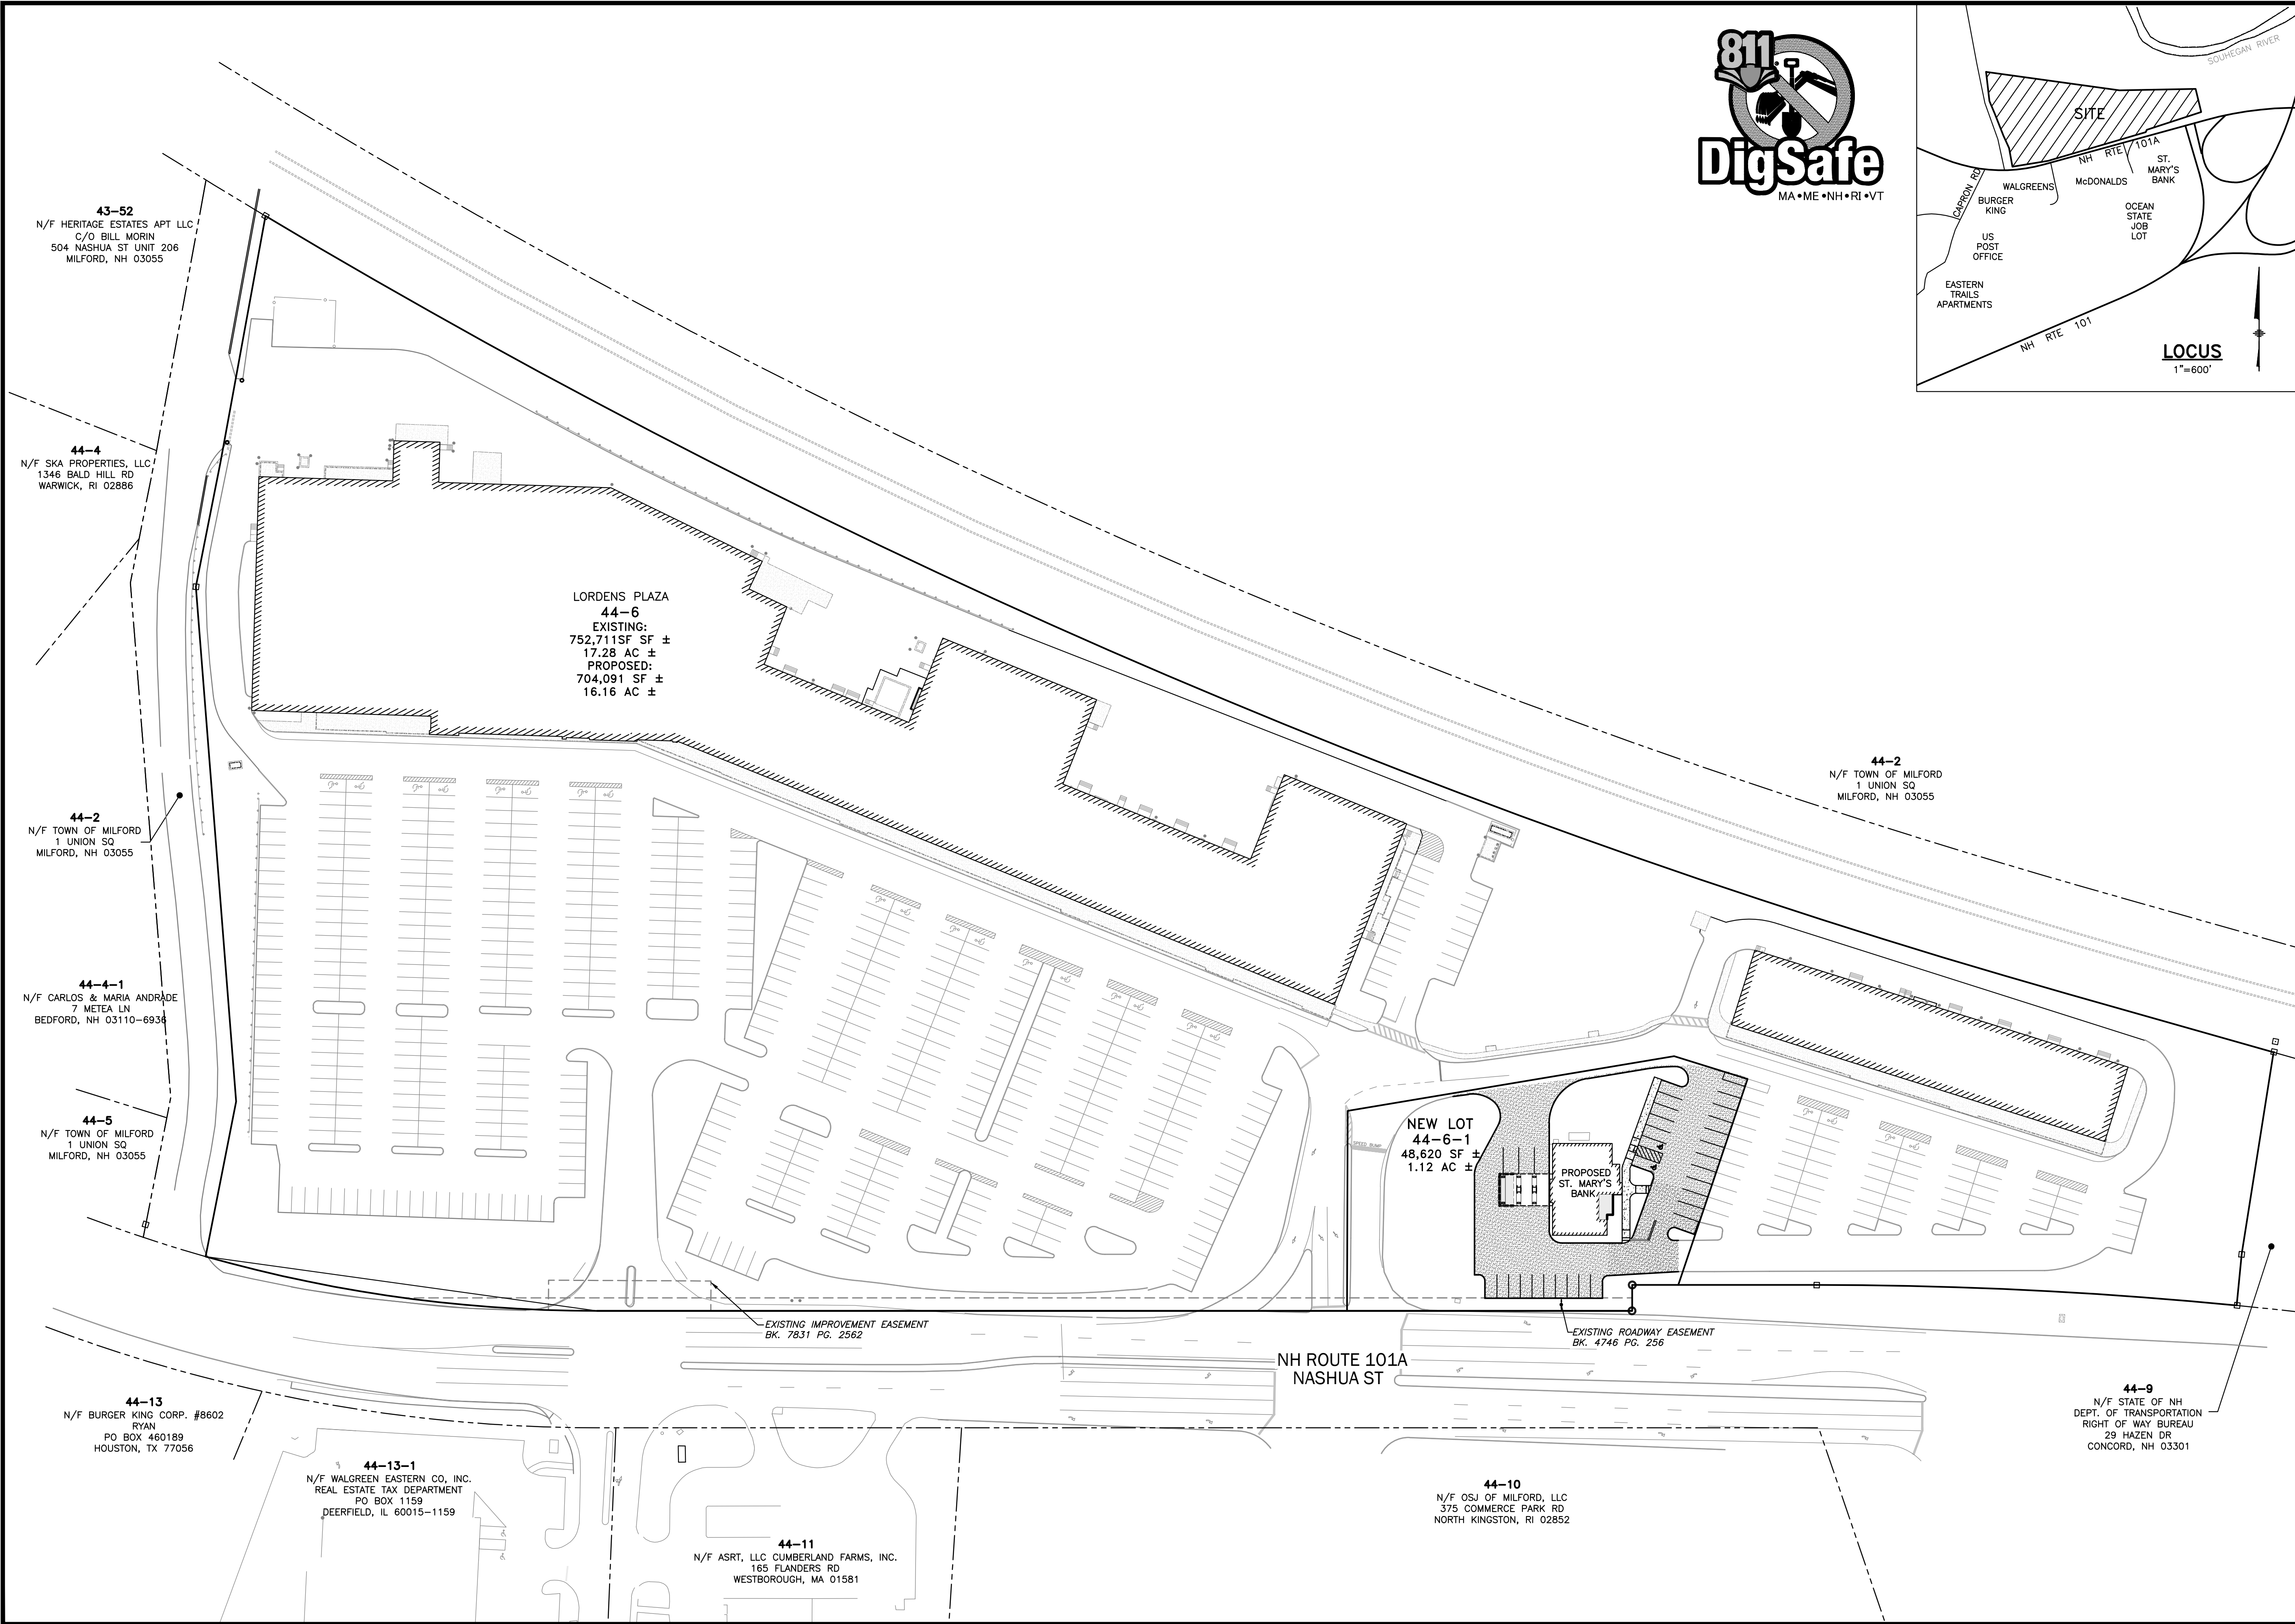 811
DigSafe
MA•ME•NH•RI•VT
SOUHEGAN RIVER
SITE
NH RTE 101A
ST.
MARY'S
BANK
McDONALDS
WALGREENS
CAPRON RD
BURGER
KING
OCEAN
STATE
JOB
LOT
US
POST
OFFICE
EASTERN
TRAILS
APARTMENTS
NH RTE 101
LOCUS
1"=600'
43-52
N/F HERITAGE ESTATES APT LLC
C/O BILL MORIN
504 NASHUA ST UNIT 206
MILFORD, NH 03055
44-4
N/F SKA PROPERTIES, LLC
1346 BALD HILL RD
WARWICK, RI 02886
LORDENS PLAZA
44-6
EXISTING:
752,711SF SF ±
17.28 AC ±
PROPOSED:
704,091 SF ±
16.16 AC ±
44-2
N/F TOWN OF MILFORD
1 UNION SQ
MILFORD, NH 03055
44-2
N/F TOWN OF MILFORD
1 UNION SQ
MILFORD, NH 03055
44-4-1
N/F CARLOS & MARIA ANDRADE
7 METEA LN
BEDFORD, NH 03110-6936
44-5
N/F TOWN OF MILFORD
1 UNION SQ
MILFORD, NH 03055
SPEED BUMP
NEW LOT
44-6-1
48,620 SF ±
1.12 AC ±
PROPOSED
ST. MARY'S
BANK
EXISTING IMPROVEMENT EASEMENT
BK. 7831 PG. 2562
EXISTING ROADWAY EASEMENT
BK. 4746 PG. 256
NH ROUTE 101A
NASHUA ST
44-13
N/F BURGER KING CORP. #8602
RYAN
PO BOX 460189
HOUSTON, TX 77056
44-9
N/F STATE OF NH
DEPT. OF TRANSPORTATION
RIGHT OF WAY BUREAU
29 HAZEN DR
CONCORD, NH 03301
44-13-1
N/F WALGREEN EASTERN CO, INC.
REAL ESTATE TAX DEPARTMENT
PO BOX 1159
DEERFIELD, IL 60015-1159
44-10
N/F OSJ OF MILFORD, LLC
375 COMMERCE PARK RD
NORTH KINGSTON, RI 02852
44-11
N/F ASRT, LLC CUMBERLAND FARMS, INC.
165 FLANDERS RD
WESTBOROUGH, MA 01581